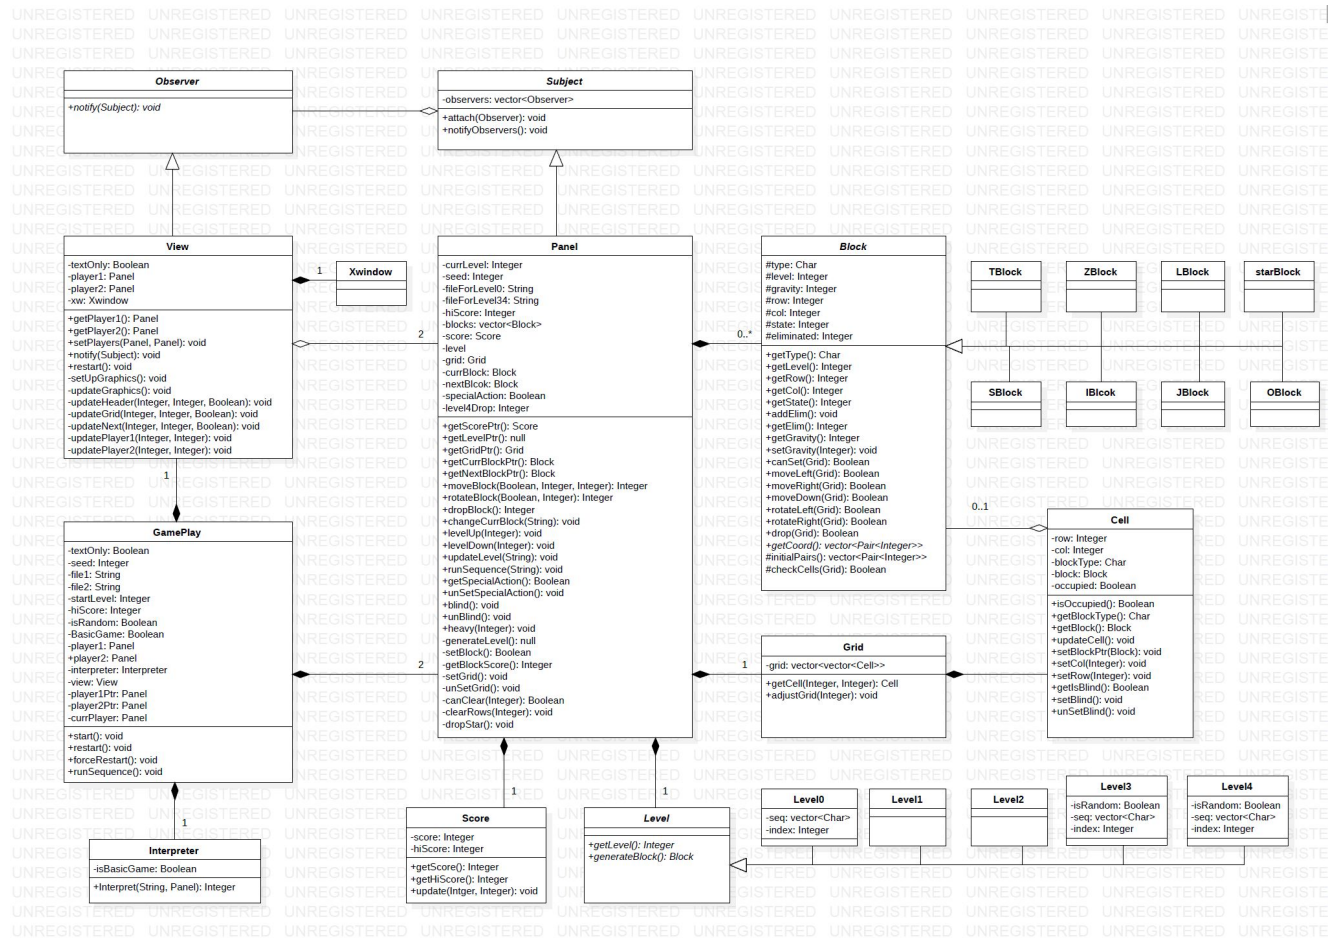 Observer
+notify(Subject): void
Subject
-observers: vector<Observer>
+attach(Observer): void
+notifyObservers(): void
View
-textOnly: Boolean
-player1: Panel
-player2: Panel
-xw: Xwindow
+getPlayer1(): Panel
+getPlayer2(): Panel
+setPlayers(Panel, Panel): void
+notify(Subject): void
+restart(): void
-setUpGraphics(): void
-updateGraphics(): void
-updateHeader(Integer, Integer, Boolean): void
-updateGrid(Integer, Integer, Boolean): void
-updateNext(Integer, Integer, Boolean): void
-updatePlayer1(Integer, Integer): void
-updatePlayer2(Integer, Integer): void
1
Xwindow
2
Panel
-currLevel: Integer
-seed: Integer
-fileForLevel0: String
-fileForLevel34: String
-hiScore: Integer
-blocks: vector<Block>
-score: Score
-level
-grid: Grid
-currBlock: Block
-nextBlcok: Block
-specialAction: Boolean
-level4Drop: Integer
+getScorePtr(): Score
+getLevelPtr(): null
+getGridPtr(): Grid
+getCurrBlockPtr(): Block
+getNextBlockPtr(): Block
+moveBlock(Boolean, Integer, Integer): Integer
+rotateBlock(Boolean, Integer): Integer
+dropBlock(): Integer
+changeCurrBlock(String): void
+levelUp(Integer): void
+levelDown(Integer): void
+updateLevel(String): void
+runSequence(String): void
+getSpecialAction(): Boolean
+unSetSpecialAction(): void
+blind(): void
+unBlind(): void
+heavy(Integer): void
-generateLevel(): null
-setBlock(): Boolean
-getBlockScore(): Integer
-setGrid(): void
-unSetGrid(): void
-canClear(Integer): Boolean
-clearRows(Integer): void
-dropStar(): void
0..*
Block
#type: Char
#level: Integer
#gravity: Integer
#row: Integer
#col: Integer
#state: Integer
#eliminated: Integer
+getType(): Char
+getLevel(): Integer
+getRow(): Integer
+getCol(): Integer
+getState(): Integer
+addElim(): void
+getElim(): Integer
+getGravity(): Integer
+setGravity(Integer): void
+canSet(Grid): Boolean
+moveLeft(Grid): Boolean
+moveRight(Grid): Boolean
+moveDown(Grid): Boolean
+rotateLeft(Grid): Boolean
+rotateRight(Grid): Boolean
+drop(Grid): Boolean
+getCoord(): vector<Pair<Integer>>
#initialPairs(): vector<Pair<Integer>>
#checkCells(Grid): Boolean
TBlock
ZBlock
LBlock
starBlock
SBlock
IBlcok
JBlock
OBlock
0..1
Cell
-row: Integer
-col: Integer
-blockType: Char
-block: Block
-occupied: Boolean
+isOccupied(): Boolean
+getBlockType(): Char
+getBlock(): Block
+updateCell(): void
+setBlockPtr(Block): void
+setCol(Integer): void
+setRow(Integer): void
+getIsBlind(): Boolean
+setBlind(): void
+unSetBlind(): void
1
GamePlay
-textOnly: Boolean
-seed: Integer
-file1: String
-file2: String
-startLevel: Integer
-hiScore: Integer
-isRandom: Boolean
-BasicGame: Boolean
-player1: Panel
+player2: Panel
-interpreter: Interpreter
-view: View
-player1Ptr: Panel
-player2Ptr: Panel
-currPlayer: Panel
+start(): void
+restart(): void
+forceRestart(): void
+runSequence(): void
2
1
Grid
-grid: vector<vector<Cell>>
+getCell(Integer, Integer): Cell
+adjustGrid(Integer): void
1
Interpreter
-isBasicGame: Boolean
+Interpret(String, Panel): Integer
1
Score
-score: Integer
-hiScore: Integer
+getScore(): Integer
+getHiScore(): Integer
+update(Intger, Integer): void
1
Level
+getLevel(): Integer
+generateBlock(): Block
Level0
-seq: vector<Char>
-index: Integer
Level1
Level2
Level3
-isRandom: Boolean
-seq: vector<Char>
-index: Integer
Level4
-isRandom: Boolean
-seq: vector<Char>
-index: Integer
UNREGISTERED